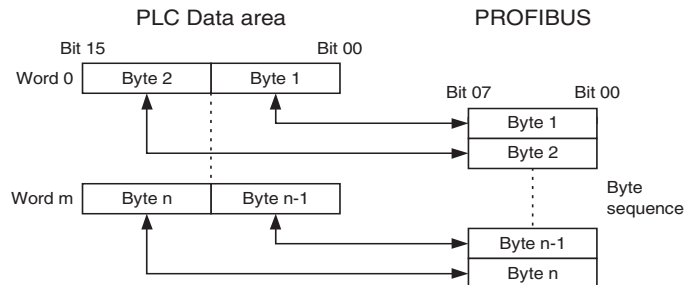 PLC Data area PROFIBUS
Bit 15 Bit 00
Word 0 Byte 2 Byte 1
Bit 07 Bit 00
Byte 1
Byte 2
Word m Byte n Byte n-1
Byte
sequence
Byte n-1
Byte n